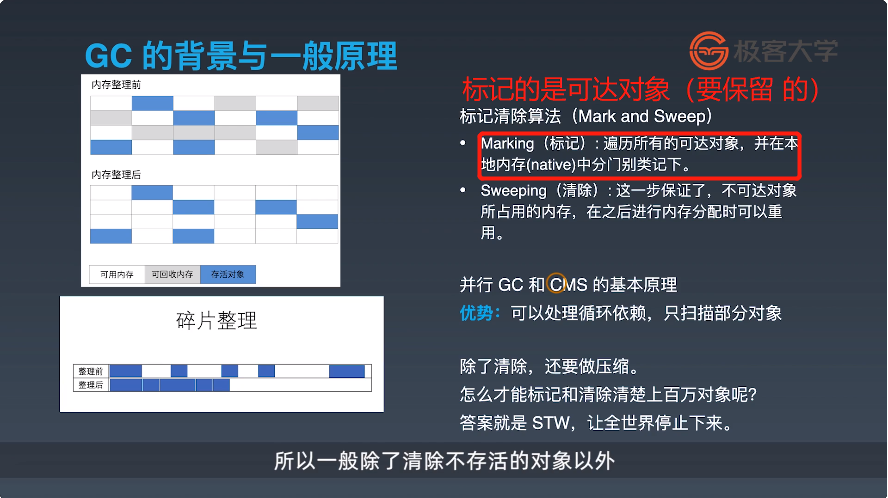 GC 的背景与一般原理
极客大学
内存整理前
内存整理后
可用内存
可回收内存
存活对象
碎片整理
整理前
整理后
标记的是可达对象（要保留 的）
标记清除算法（Mark and Sweep）
• Marking（标记）: 遍历所有的可达对象，并在本
地内存(native)中分门别类记下。
• Sweeping（清除）: 这一步保证了，不可达对象
所占用的内存，在之后进行内存分配时可以重
用。
并行 GC 和 CMS 的基本原理
优势：可以处理循环依赖，只扫描部分对象
除了清除，还要做压缩。
怎么才能标记和清除清楚上百万对象呢？
答案就是 STW，让全世界停止下来。
所以一般除了清除不存活的对象以外